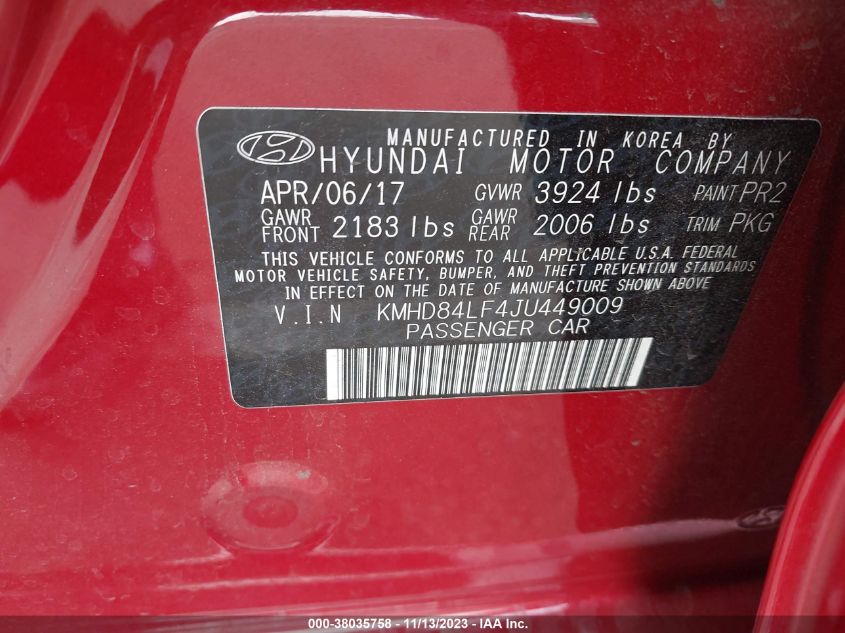 MANUFACTURED IN KOREA BY
HYUNDAI MOTOR COMPANY
APR/06/17 GVWR 3924 lbs PAINT PR2
GAWR FRONT 2183 lbs GAWR REAR 2006 lbs TRIM PKG
THIS VEHICLE CONFORMS TO ALL APPLICABLE U.S.A. FEDERAL
MOTOR VEHICLE SAFETY, BUMPER, AND THEFT PREVENTION STANDARDS
IN EFFECT ON THE DATE OF MANUFACTURE SHOWN ABOVE
V.I.N KMHD84LF4JU449009
PASSENGER CAR
000-38035758 - 11/13/2023 - IAA Inc.